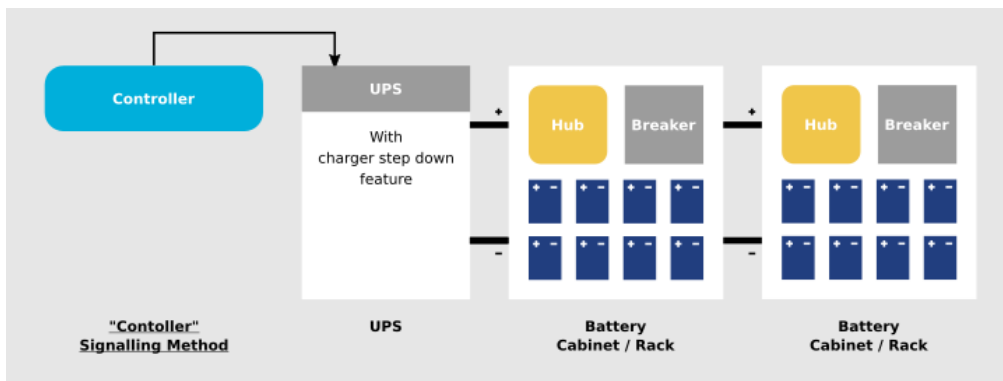 Controller
UPS
With
charger step down
feature
+
–
Hub
Breaker
+ – + – + – + –
+ – + – + – + –
+
–
Hub
Breaker
+ – + – + – + –
+ – + – + – + –
"Contoller"
Signalling Method
UPS
Battery
Cabinet / Rack
Battery
Cabinet / Rack